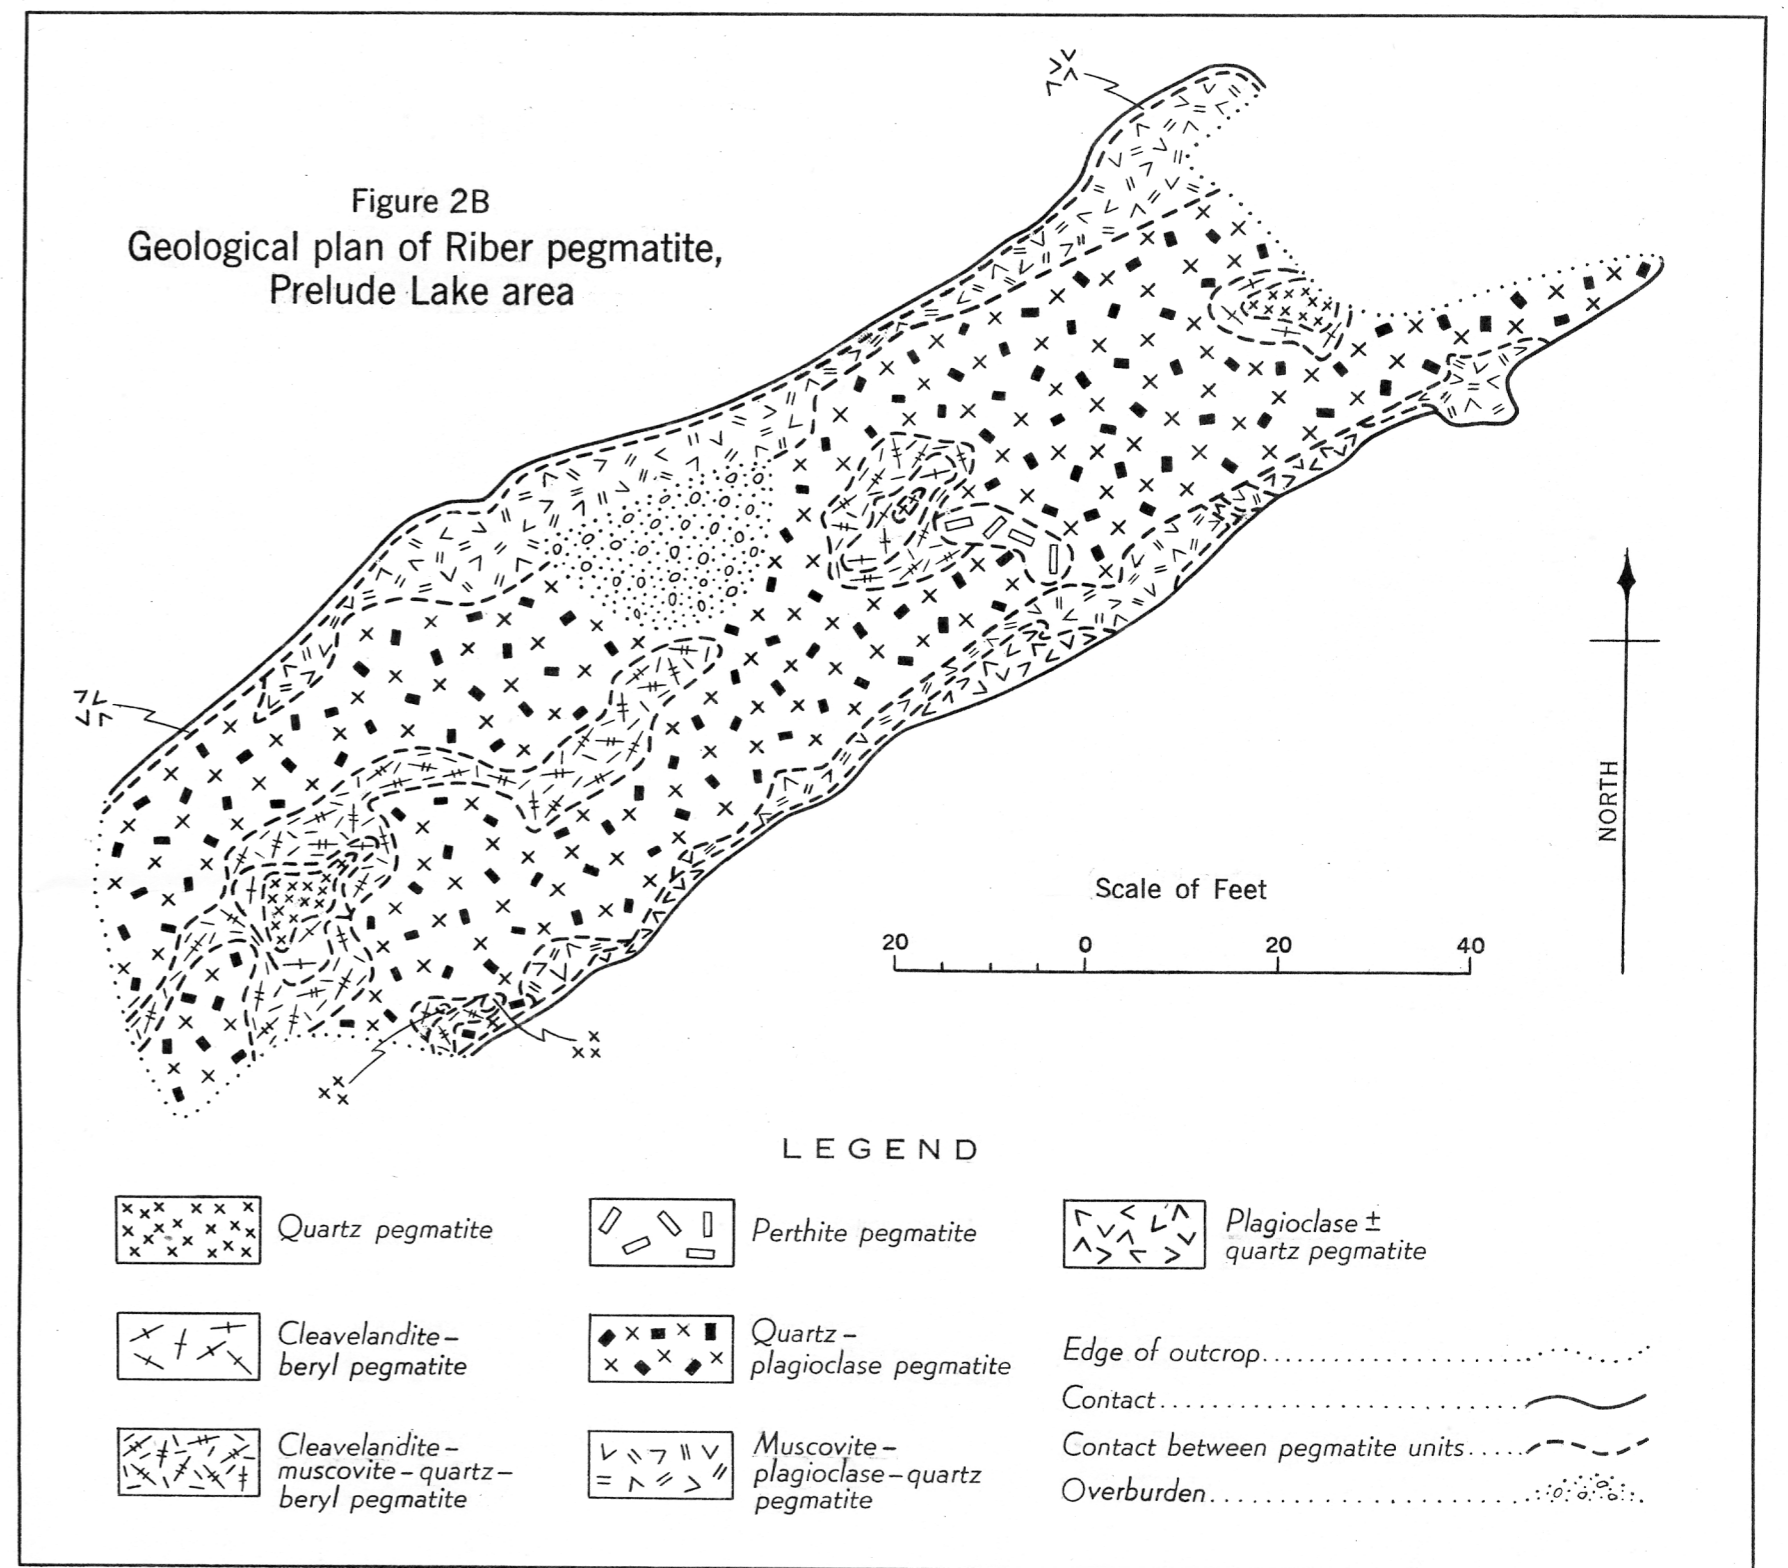 Figure 2B
Geological plan of Riber pegmatite,
Prelude Lake area
NORTH
Scale of Feet
20 0 20 40
LEGEND
Quartz pegmatite
Perthite pegmatite
Plagioclase ±
quartz pegmatite
Cleavelandite–
beryl pegmatite
Quartz–
plagioclase pegmatite
Cleavelandite–
muscovite–quartz–
beryl pegmatite
Muscovite–
plagioclase–quartz
pegmatite
Edge of outcrop
Contact
Contact between pegmatite units
Overburden